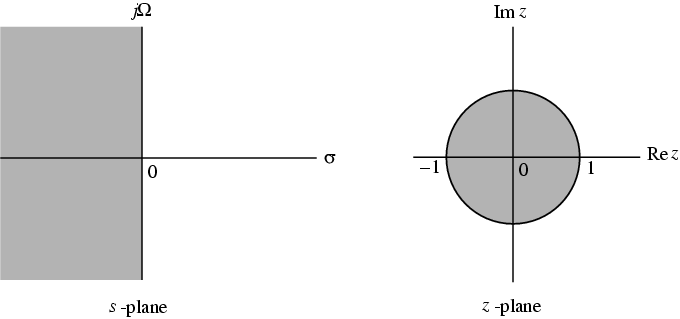 jΩ
σ
0
s -plane
Im z
Re z
−1
0
1
z -plane